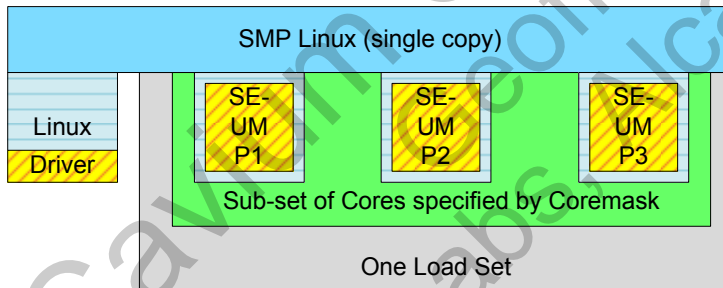 SMP Linux (single copy)
Linux
Driver
SE-
UM
P1
SE-
UM
P2
SE-
UM
P3
Sub-set of Cores specified by Coremask
One Load Set
Cavium